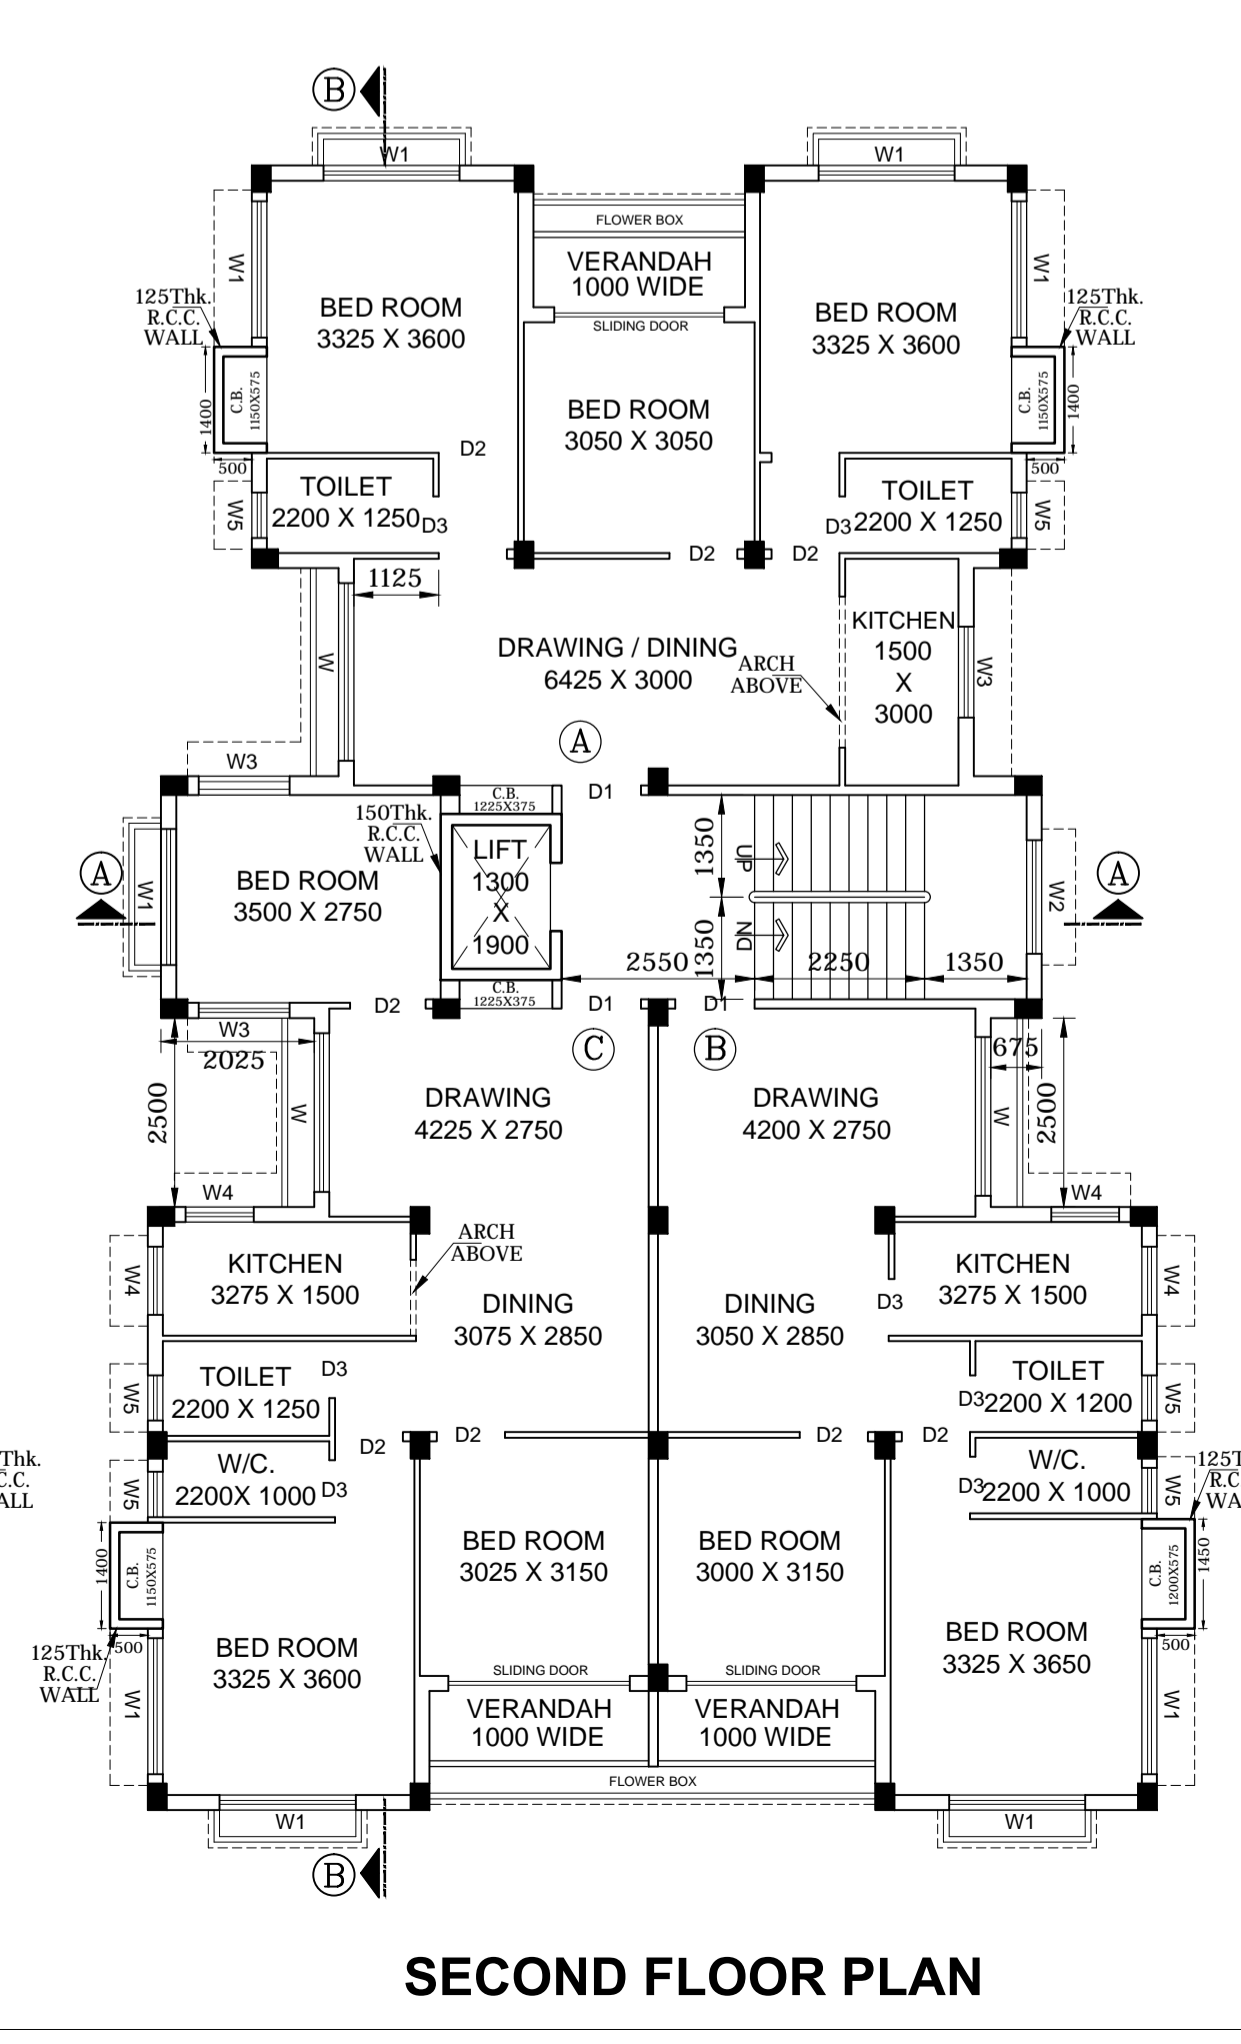 B
W1
W1
FLOWER BOX
VERANDAH
1000 WIDE
SLIDING DOOR
W1
W1
125Thk.
R.C.C.
WALL
125Thk.
R.C.C.
WALL
BED ROOM
3325 X 3600
BED ROOM
3325 X 3600
BED ROOM
3050 X 3050
1400
C.B.
1150X575
C.B.
1150X575
1400
500
500
D2
TOILET
2200 X 1250
D3
W5
TOILET
2200 X 1250
D3
W5
D2
D2
1125
KITCHEN
1500
X
3000
DRAWING / DINING
6425 X 3000
ARCH
ABOVE
W
W3
A
W3
C.B.
1225X375
D1
150Thk.
R.C.C.
WALL
LIFT
1300
X
1900
1350
UP
BED ROOM
3500 X 2750
A
W1
W2
A
1350
DN
2550
2250
1350
C.B.
1225X375
D2
D1
D1
W3
2025
C
B
675
2500
W
DRAWING
4225 X 2750
DRAWING
4200 X 2750
W
2500
W4
W4
ARCH
ABOVE
KITCHEN
3275 X 1500
KITCHEN
3275 X 1500
W4
W4
DINING
3075 X 2850
DINING
3050 X 2850
D3
TOILET
2200 X 1250
D3
W5
TOILET
2200 X 1200
D3
W5
D2
D2
D2
D2
W/C.
2200X 1000
D3
W5
W/C.
2200 X 1000
D3
W5
Thk.
C.C.
ALL
125T
R.C
WA
BED ROOM
3025 X 3150
BED ROOM
3000 X 3150
1400
C.B.
1150X575
C.B.
1200X575
1450
500
500
125Thk.
R.C.C.
WALL
BED ROOM
3325 X 3600
BED ROOM
3325 X 3650
SLIDING DOOR
SLIDING DOOR
W1
W1
VERANDAH
1000 WIDE
VERANDAH
1000 WIDE
FLOWER BOX
W1
W1
B
SECOND FLOOR PLAN